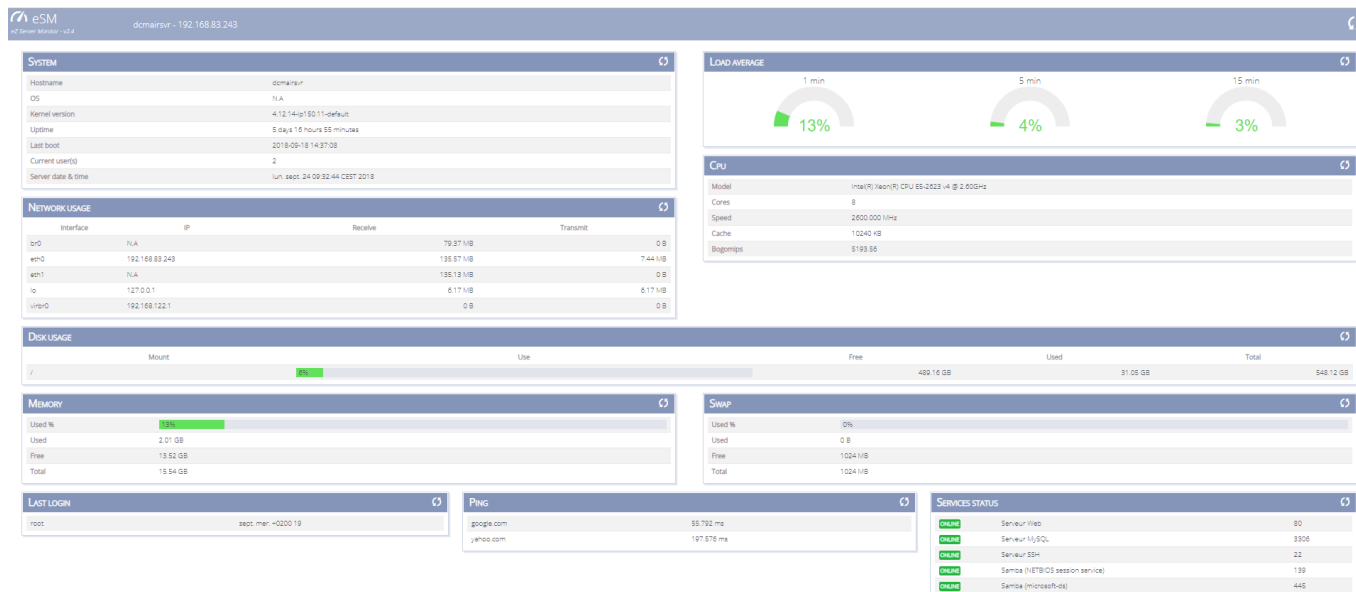 eSM
eZ Server Monitor - v2.4
dcmairsvr - 192.168.83.243
SYSTEM
Hostname dcmairsvr
OS N.A
Kernel version 4.12.14-lp150.11-default
Uptime 5 days 16 hours 55 minutes
Last boot 2018-09-18 14:37:08
Current user(s) 2
Server date & time lun. sept. 24 09:32:44 CEST 2018
LOAD AVERAGE
1 min 5 min 15 min
13% 4% 3%
CPU
Model Intel(R) Xeon(R) CPU E5-2623 v4 @ 2.60GHz
Cores 8
Speed 2600.000 MHz
Cache 10240 KB
Bogomips 5193.56
NETWORK USAGE
Interface IP Receive Transmit
br0 N.A 79.37 MB 0 B
eth0 192.168.83.243 135.57 MB 7.44 MB
eth1 N.A 135.13 MB 0 B
lo 127.0.0.1 6.17 MB 6.17 MB
virbr0 192.168.122.1 0 B 0 B
DISK USAGE
Mount Use Free Used Total
/ 6% 489.16 GB 31.05 GB 548.12 GB
MEMORY
Used % 13%
Used 2.01 GB
Free 13.52 GB
Total 15.54 GB
SWAP
Used % 0%
Used 0 B
Free 1024 MB
Total 1024 MB
LAST LOGIN
root sept. mer. +0200 19
PING
google.com 55.792 ms
yahoo.com 197.576 ms
SERVICES STATUS
ONLINE Serveur Web 80
ONLINE Serveur MySQL 3306
ONLINE Serveur SSH 22
ONLINE Samba (NETBIOS session service) 139
ONLINE Samba (microsoft-ds) 445